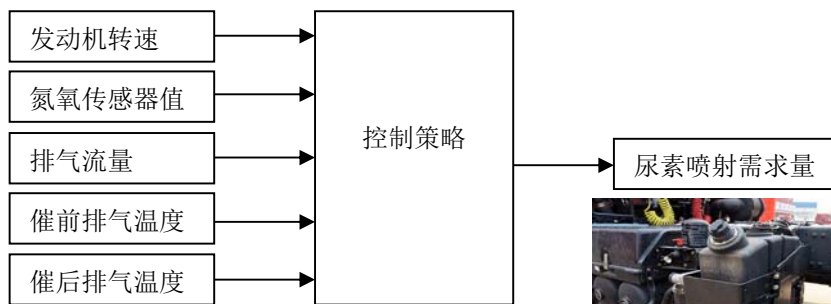 发动机转速
氮氧传感器值
排气流量
催前排气温度
催后排气温度
控制策略
尿素喷射需求量